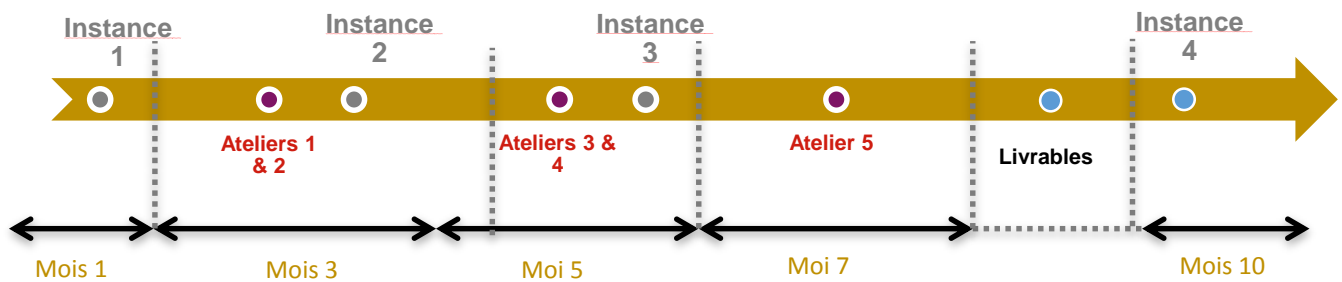 Instance
1
Instance
2
Instance
3
Instance
4
Ateliers 1
& 2
Ateliers 3 &
4
Atelier 5
Livrables
Mois 1
Mois 3
Moi 5
Moi 7
Mois 10